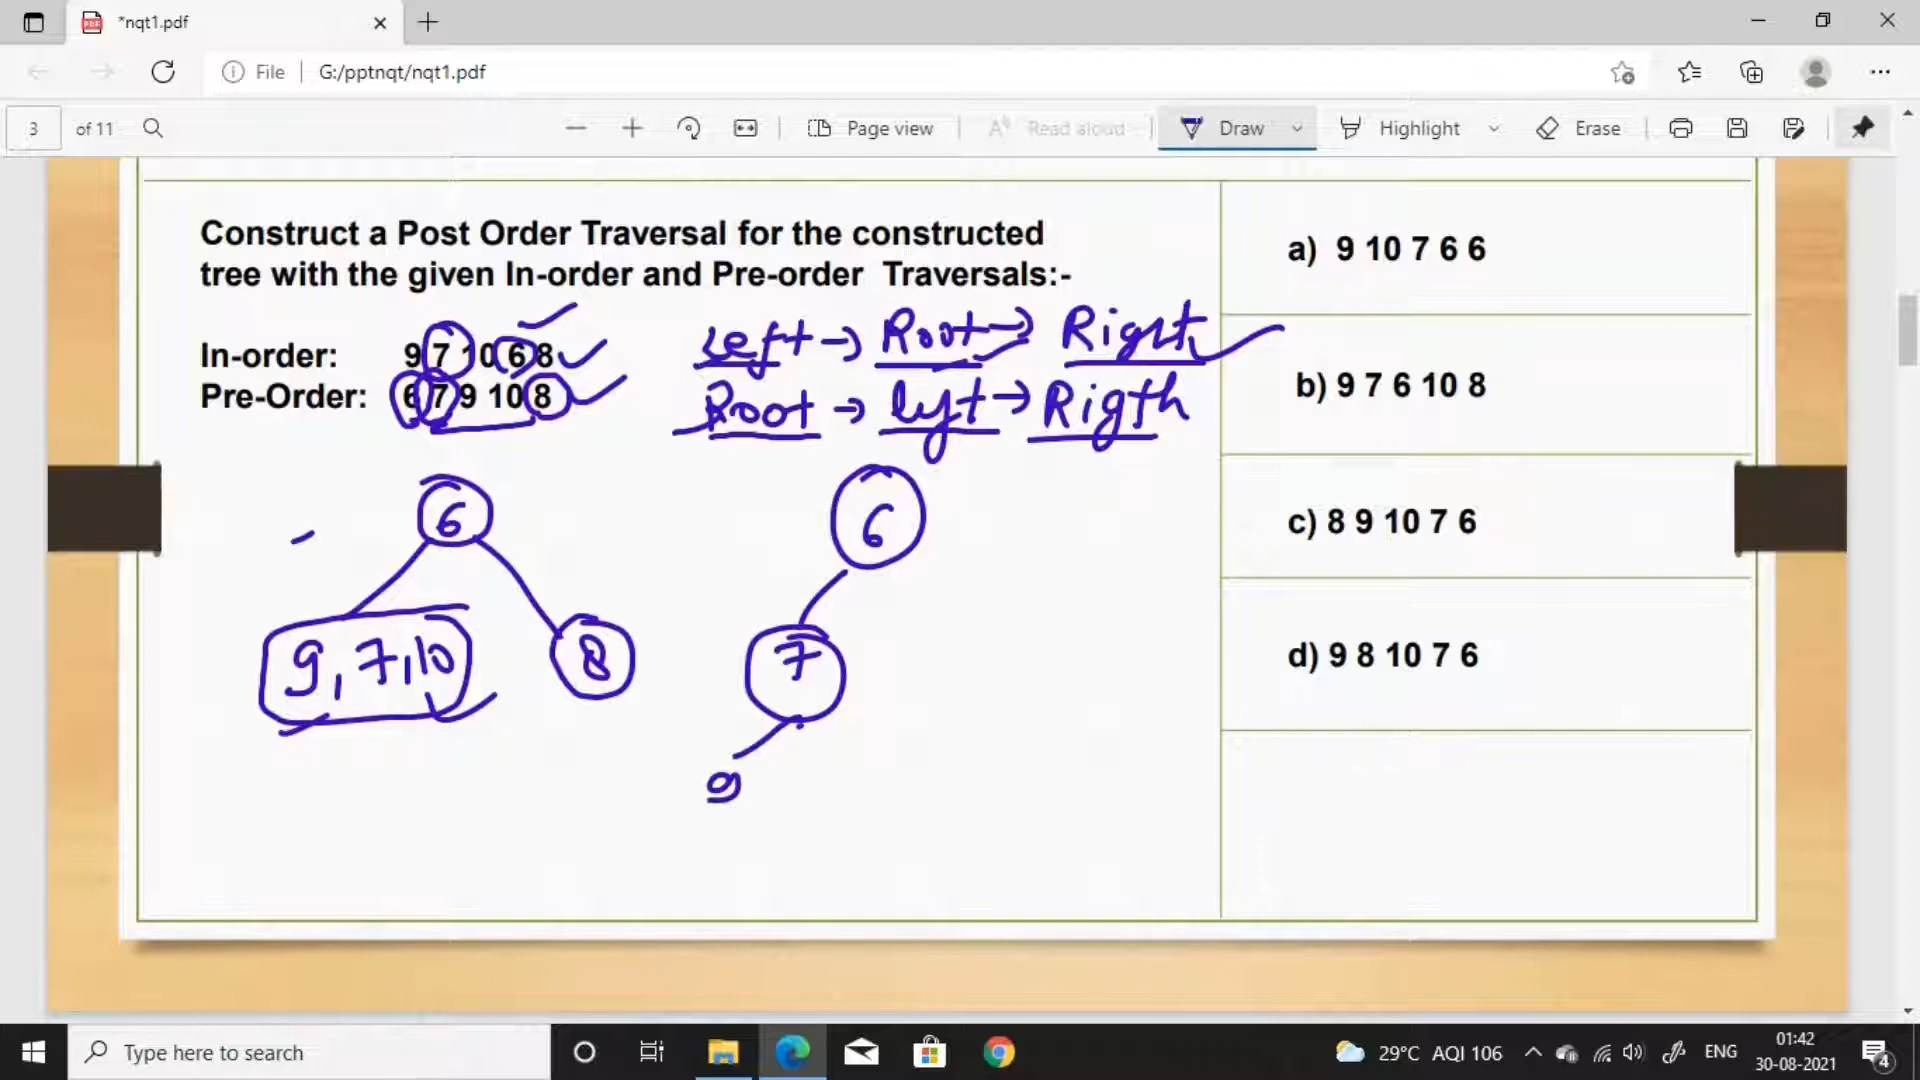 *nqt1.pdf
File
G:/pptnqt/nqt1.pdf
3 of 11
Page view
Read aloud
Draw
Highlight
Erase
Construct a Post Order Traversal for the constructed
tree with the given In-order and Pre-order Traversals:-
In-order: 9 7 10 6 8
Left → Root → Right
Pre-Order: 6 7 9 10 8
Root → left → Rigth
6
9, 7, 10
8
6
7
9
a) 9 10 7 6 6
b) 9 7 6 10 8
c) 8 9 10 7 6
d) 9 8 10 7 6
Type here to search
29°C AQI 106
ENG
01:42
30-08-2021
4